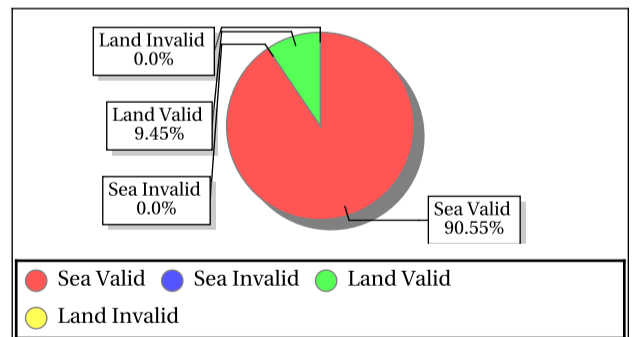 Land Invalid
0.0%
Land Valid
9.45%
Sea Invalid
0.0%
Sea Valid
90.55%
Sea Valid Sea Invalid Land Valid
Land Invalid